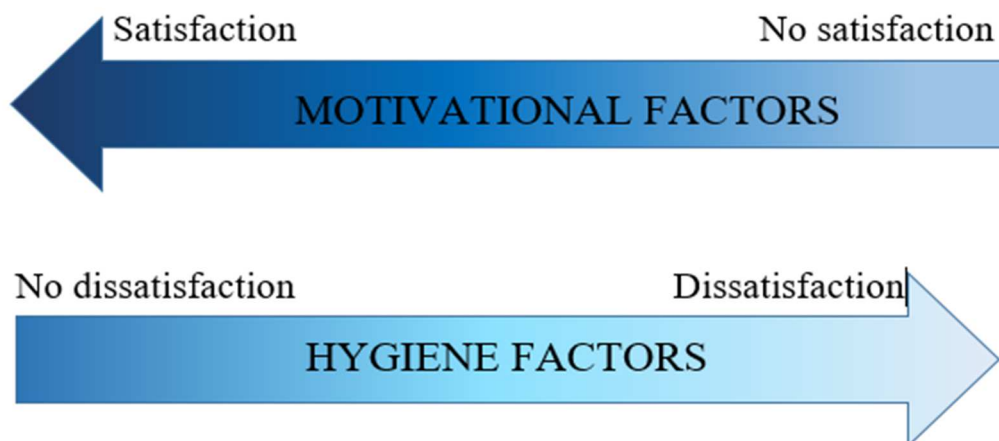 Satisfaction No satisfaction
MOTIVATIONAL FACTORS
No dissatisfaction Dissatisfaction
HYGIENE FACTORS